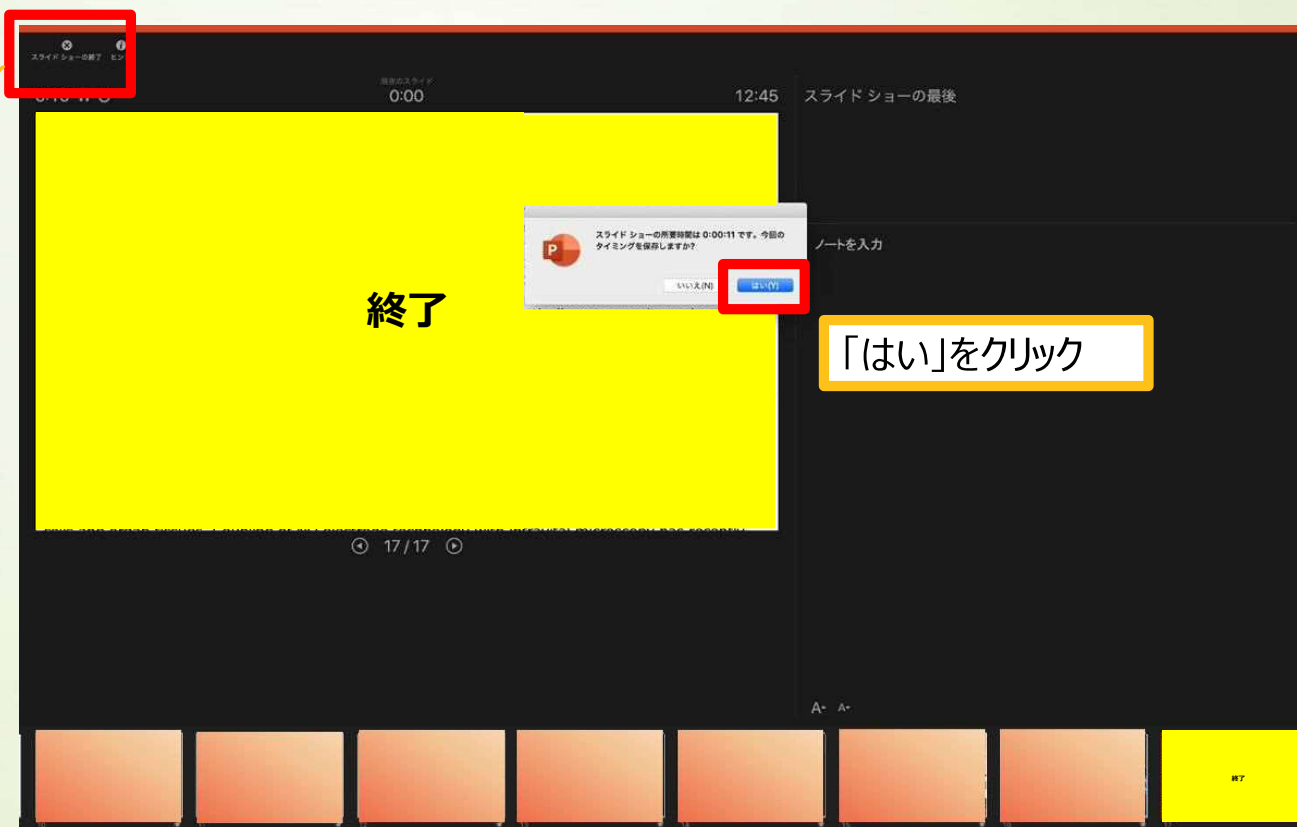 スライド ショーの終了 ヒン
現在のスライド
0:00
12:45
スライド ショーの最後
スライド ショーの所要時間は 0:00:11 です。今回の
タイミングを保存しますか?
いいえ(N)
はい(Y)
ノートを入力
終了
「はい」をクリック
17/17
A A
終了